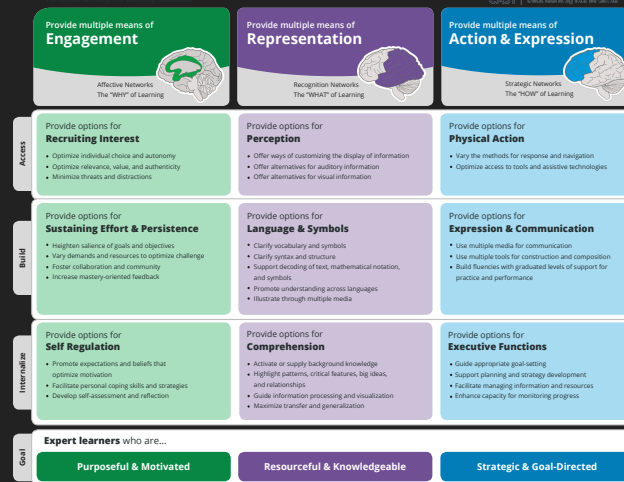 Provide multiple means of
Engagement
Affective Networks
The "WHY" of Learning
Provide multiple means of
Representation
Recognition Networks
The "WHAT" of Learning
Provide multiple means of
Action & Expression
Strategic Networks
The "HOW" of Learning
Access
Provide options for
Recruiting Interest
• Optimize individual choice and autonomy
• Optimize relevance, value, and authenticity
• Minimize threats and distractions
Provide options for
Perception
• Offer ways of customizing the display of information
• Offer alternatives for auditory information
• Offer alternatives for visual information
Provide options for
Physical Action
• Vary the methods for response and navigation
• Optimize access to tools and assistive technologies
Build
Provide options for
Sustaining Effort & Persistence
• Heighten salience of goals and objectives
• Vary demands and resources to optimize challenge
• Foster collaboration and community
• Increase mastery-oriented feedback
Provide options for
Language & Symbols
• Clarify vocabulary and symbols
• Clarify syntax and structure
• Support decoding of text, mathematical notation,
and symbols
• Promote understanding across languages
• Illustrate through multiple media
Provide options for
Expression & Communication
• Use multiple media for communication
• Use multiple tools for construction and composition
• Build fluencies with graduated levels of support for
practice and performance
Internalize
Provide options for
Self Regulation
• Promote expectations and beliefs that
optimize motivation
• Facilitate personal coping skills and strategies
• Develop self-assessment and reflection
Provide options for
Comprehension
• Activate or supply background knowledge
• Highlight patterns, critical features, big ideas,
and relationships
• Guide information processing and visualization
• Maximize transfer and generalization
Provide options for
Executive Functions
• Guide appropriate goal-setting
• Support planning and strategy development
• Facilitate managing information and resources
• Enhance capacity for monitoring progress
Goal
Expert learners who are...
Purposeful & Motivated
Resourceful & Knowledgeable
Strategic & Goal-Directed